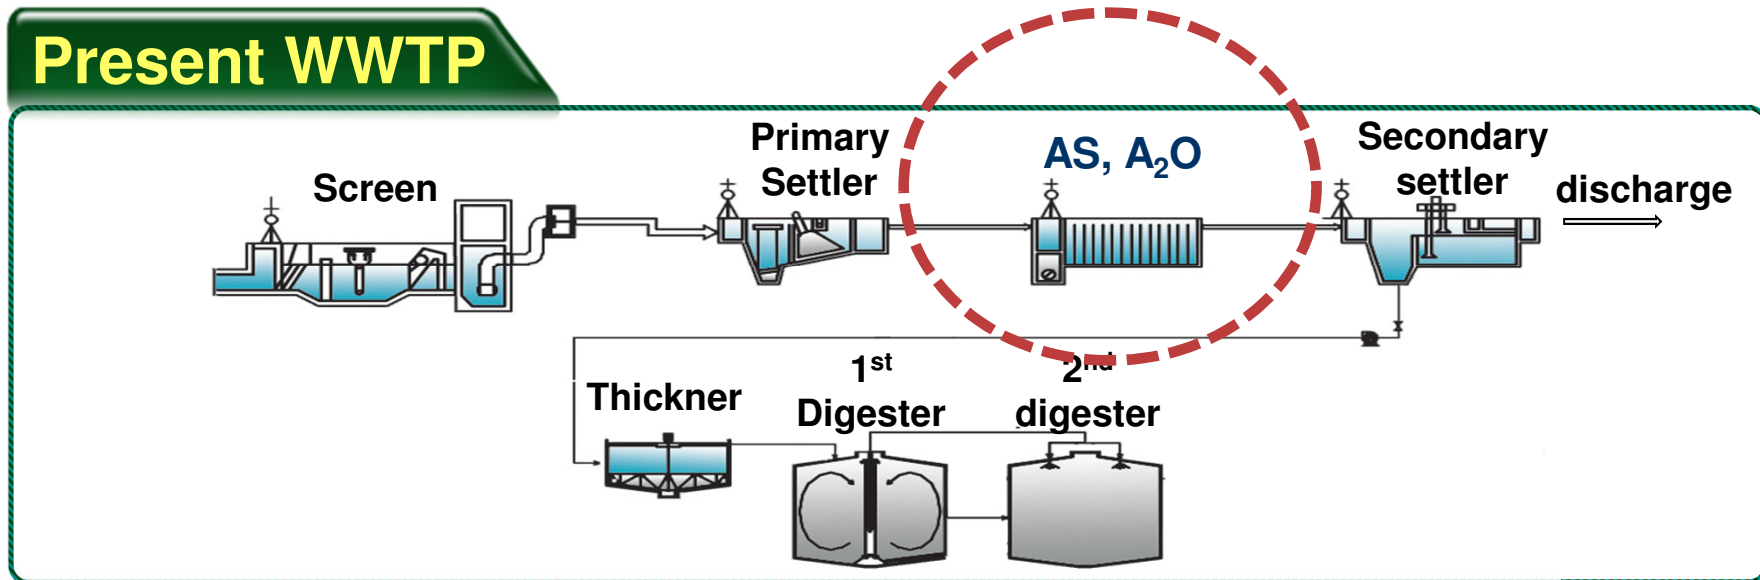 Present WWTP
Screen
Primary
Settler
AS, A₂O
Secondary
settler
discharge
Thickner
1st
Digester
2nd
digester